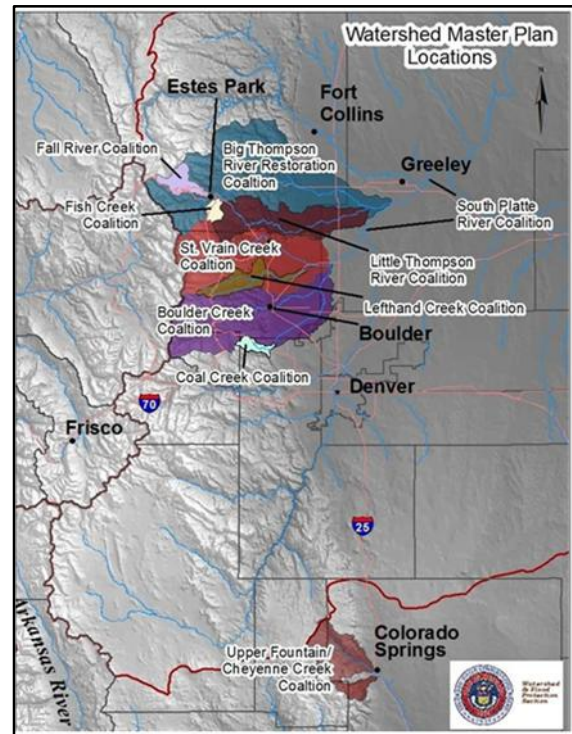 Watershed Master Plan
Locations
Estes Park
Fort
Collins
Fall River Coalition
Big Thompson
River Restoration
Coaltion
Greeley
Fish Creek
Coalition
South Platte
River Coalition
St. Vrain Creek
Coaltion
Little Thompson
River Coalition
Lefthand Creek Coalition
Boulder Creek
Coaltion
Boulder
Coal Creek Coalition
Denver
70
Frisco
25
Arkansas River
Colorado
Springs
Upper Fountain/
Cheyenne Creek
Coalition
Watershed
& Flood
Protection
Section